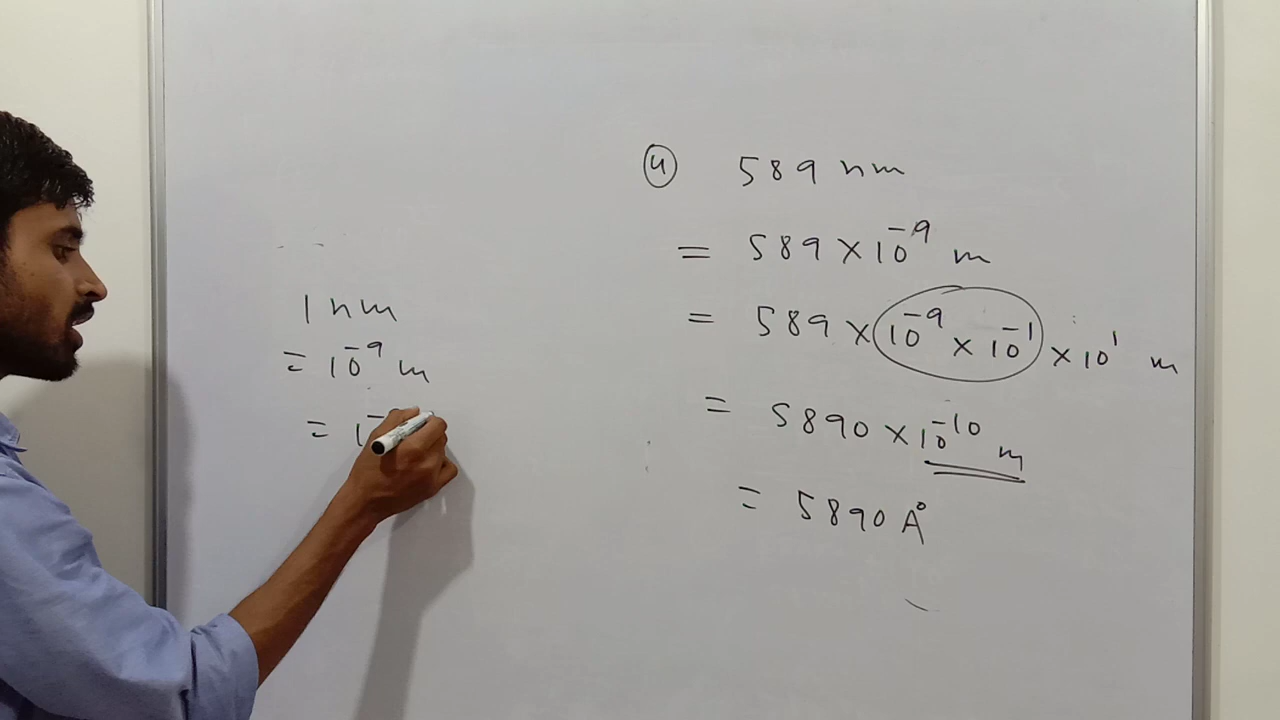 ④ 589 nm
= 589 × 10⁻⁹ m
= 589 × 10⁻⁹ × 10⁻¹ × 10¹ m
= 5890 × 10⁻¹⁰ m
= 5890 Å
1 nm
= 10⁻⁹ m
=